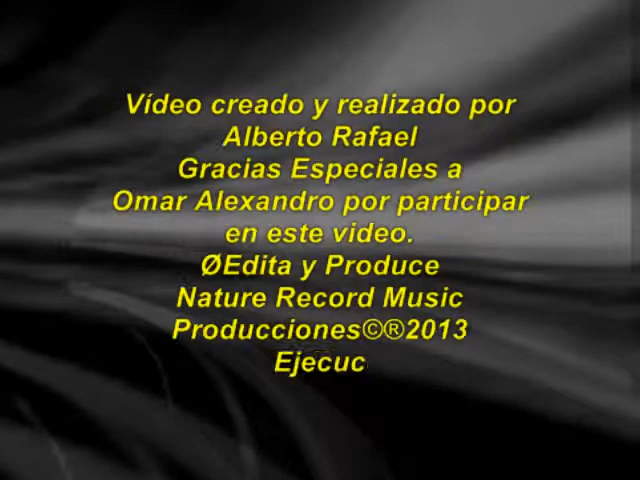 Vídeo creado y realizado por
Alberto Rafael
Gracias Especiales a
Omar Alexandro por participar
en este video.
ØEdita y Produce
Nature Record Music
Producciones©®2013
Ejecuc